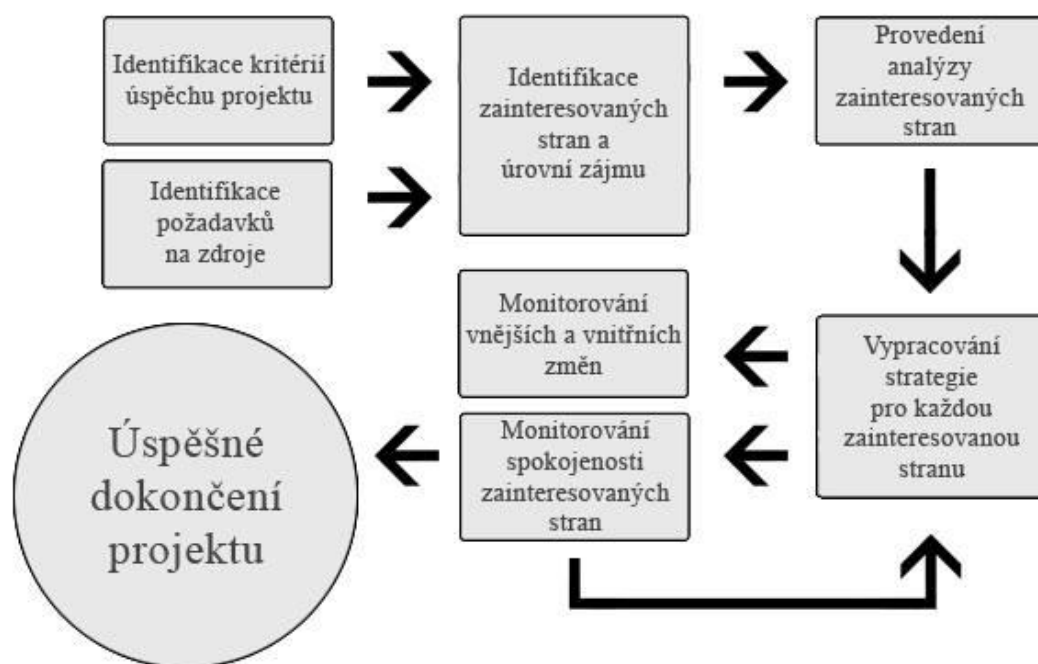 Identifikace kritérií
úspěchu projektu
Identifikace
požadavků
na zdroje
Identifikace
zainteresovaných
stran a
úrovní zájmu
Provedení
analýzy
zainteresovaných
stran
Vypracování
strategie
pro každou
zainteresovanou
stranu
Monitorování
vnějších a vnitřních
změn
Monitorování
spokojenosti
zainteresovaných
stran
Úspěšné
dokončení
projektu